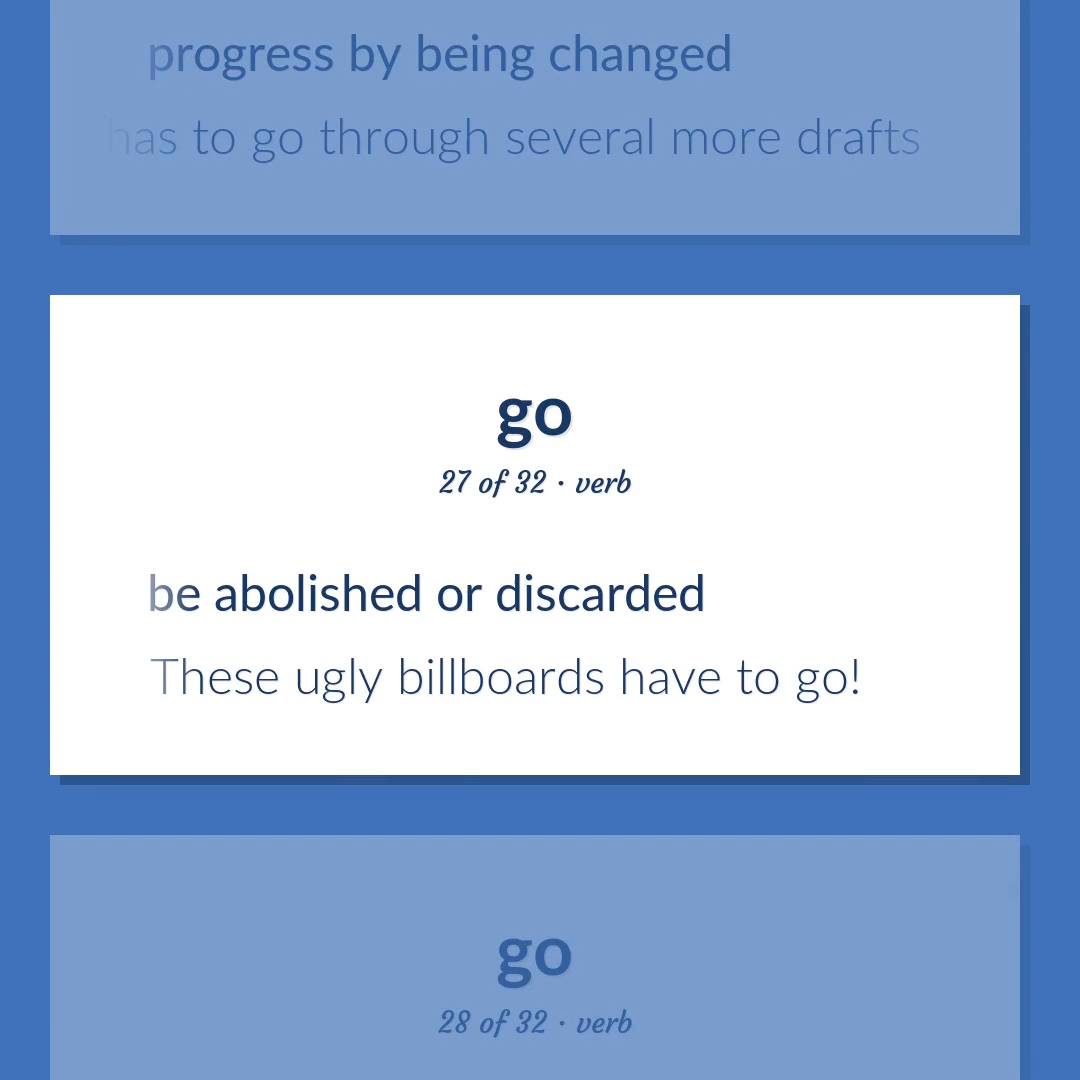 progress by being changed
has to go through several more drafts
go
27 of 32 · verb
be abolished or discarded
These ugly billboards have to go!
go
28 of 32 · verb